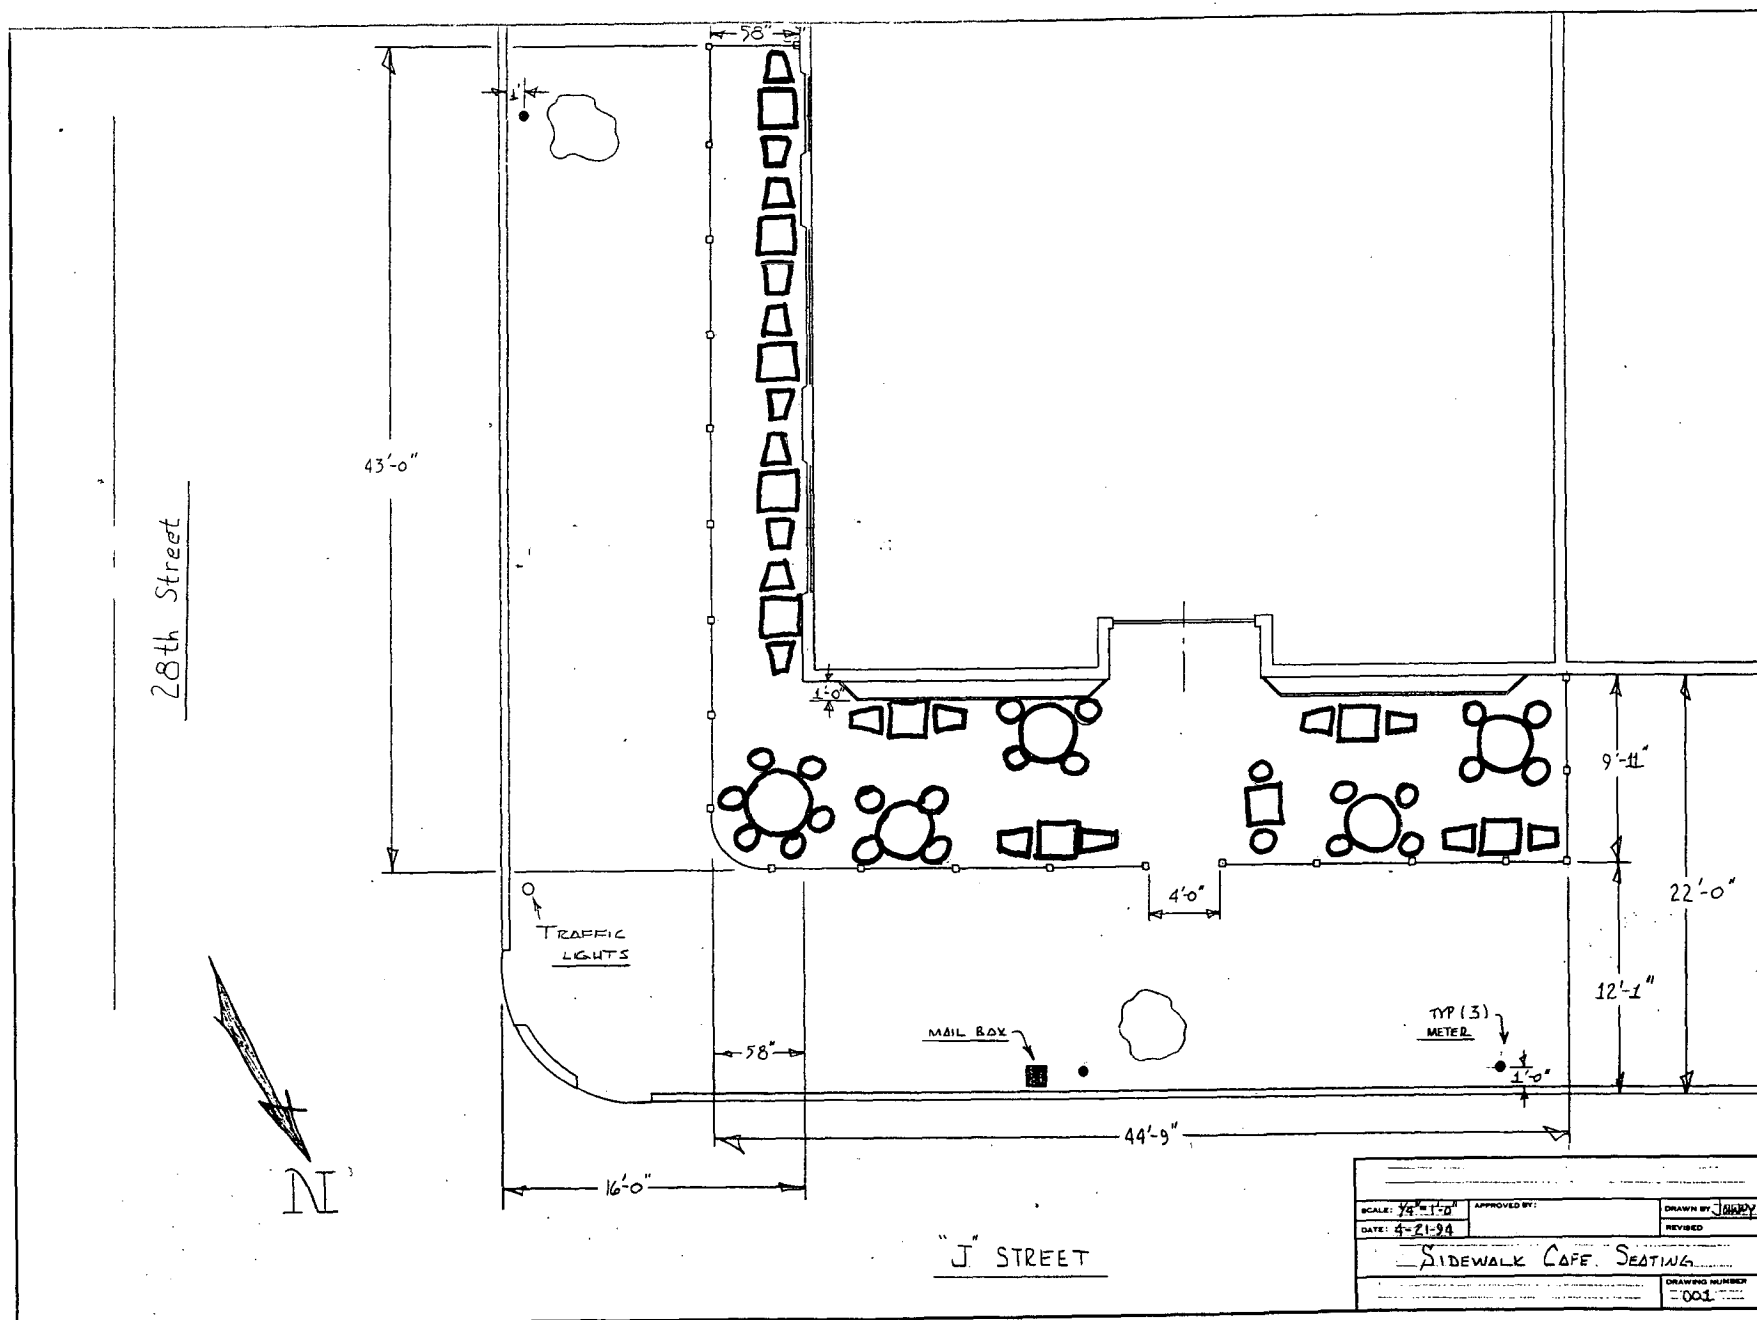 58"
1'
43'-0"
28th Street
1'-0"
9'-11"
22'-0"
4'-0"
TRAFFIC
LIGHTS
12'-1"
MAIL BOX
TYP (3)
METER
58"
1'-0"
44'-9"
N
16'-0"
"J" STREET
SCALE: 1/4"=1'-0"
APPROVED BY:
DRAWN BY
DATE: 4-21-94
REVISED
SIDEWALK CAFE SEATING
DRAWING NUMBER
001